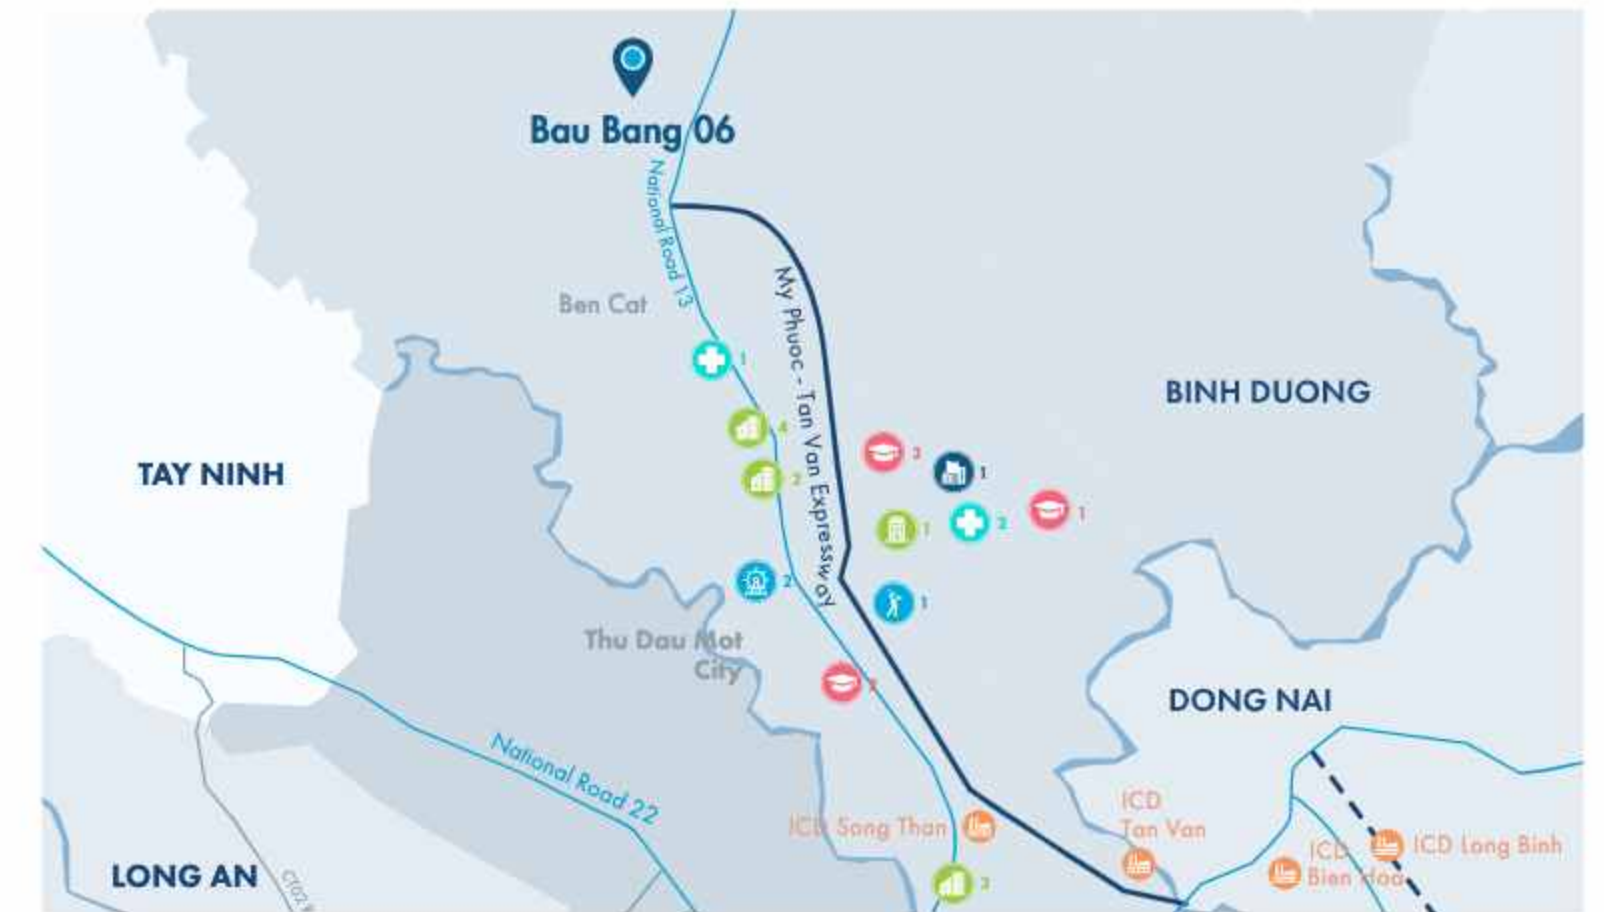 Bau Bang 06
National Road 13
My Phuoc - Tan Van Expressway
Ben Cat
1
BINH DUONG
4
3
1
TAY NINH
2
1
2
1
2
1
Thu Dau Mot
City
2
DONG NAI
National Road 22
ICD Song Than
ICD
Tan Van
ICD Long Binh
ICD
Bien Hoa
LONG AN
CT02
3